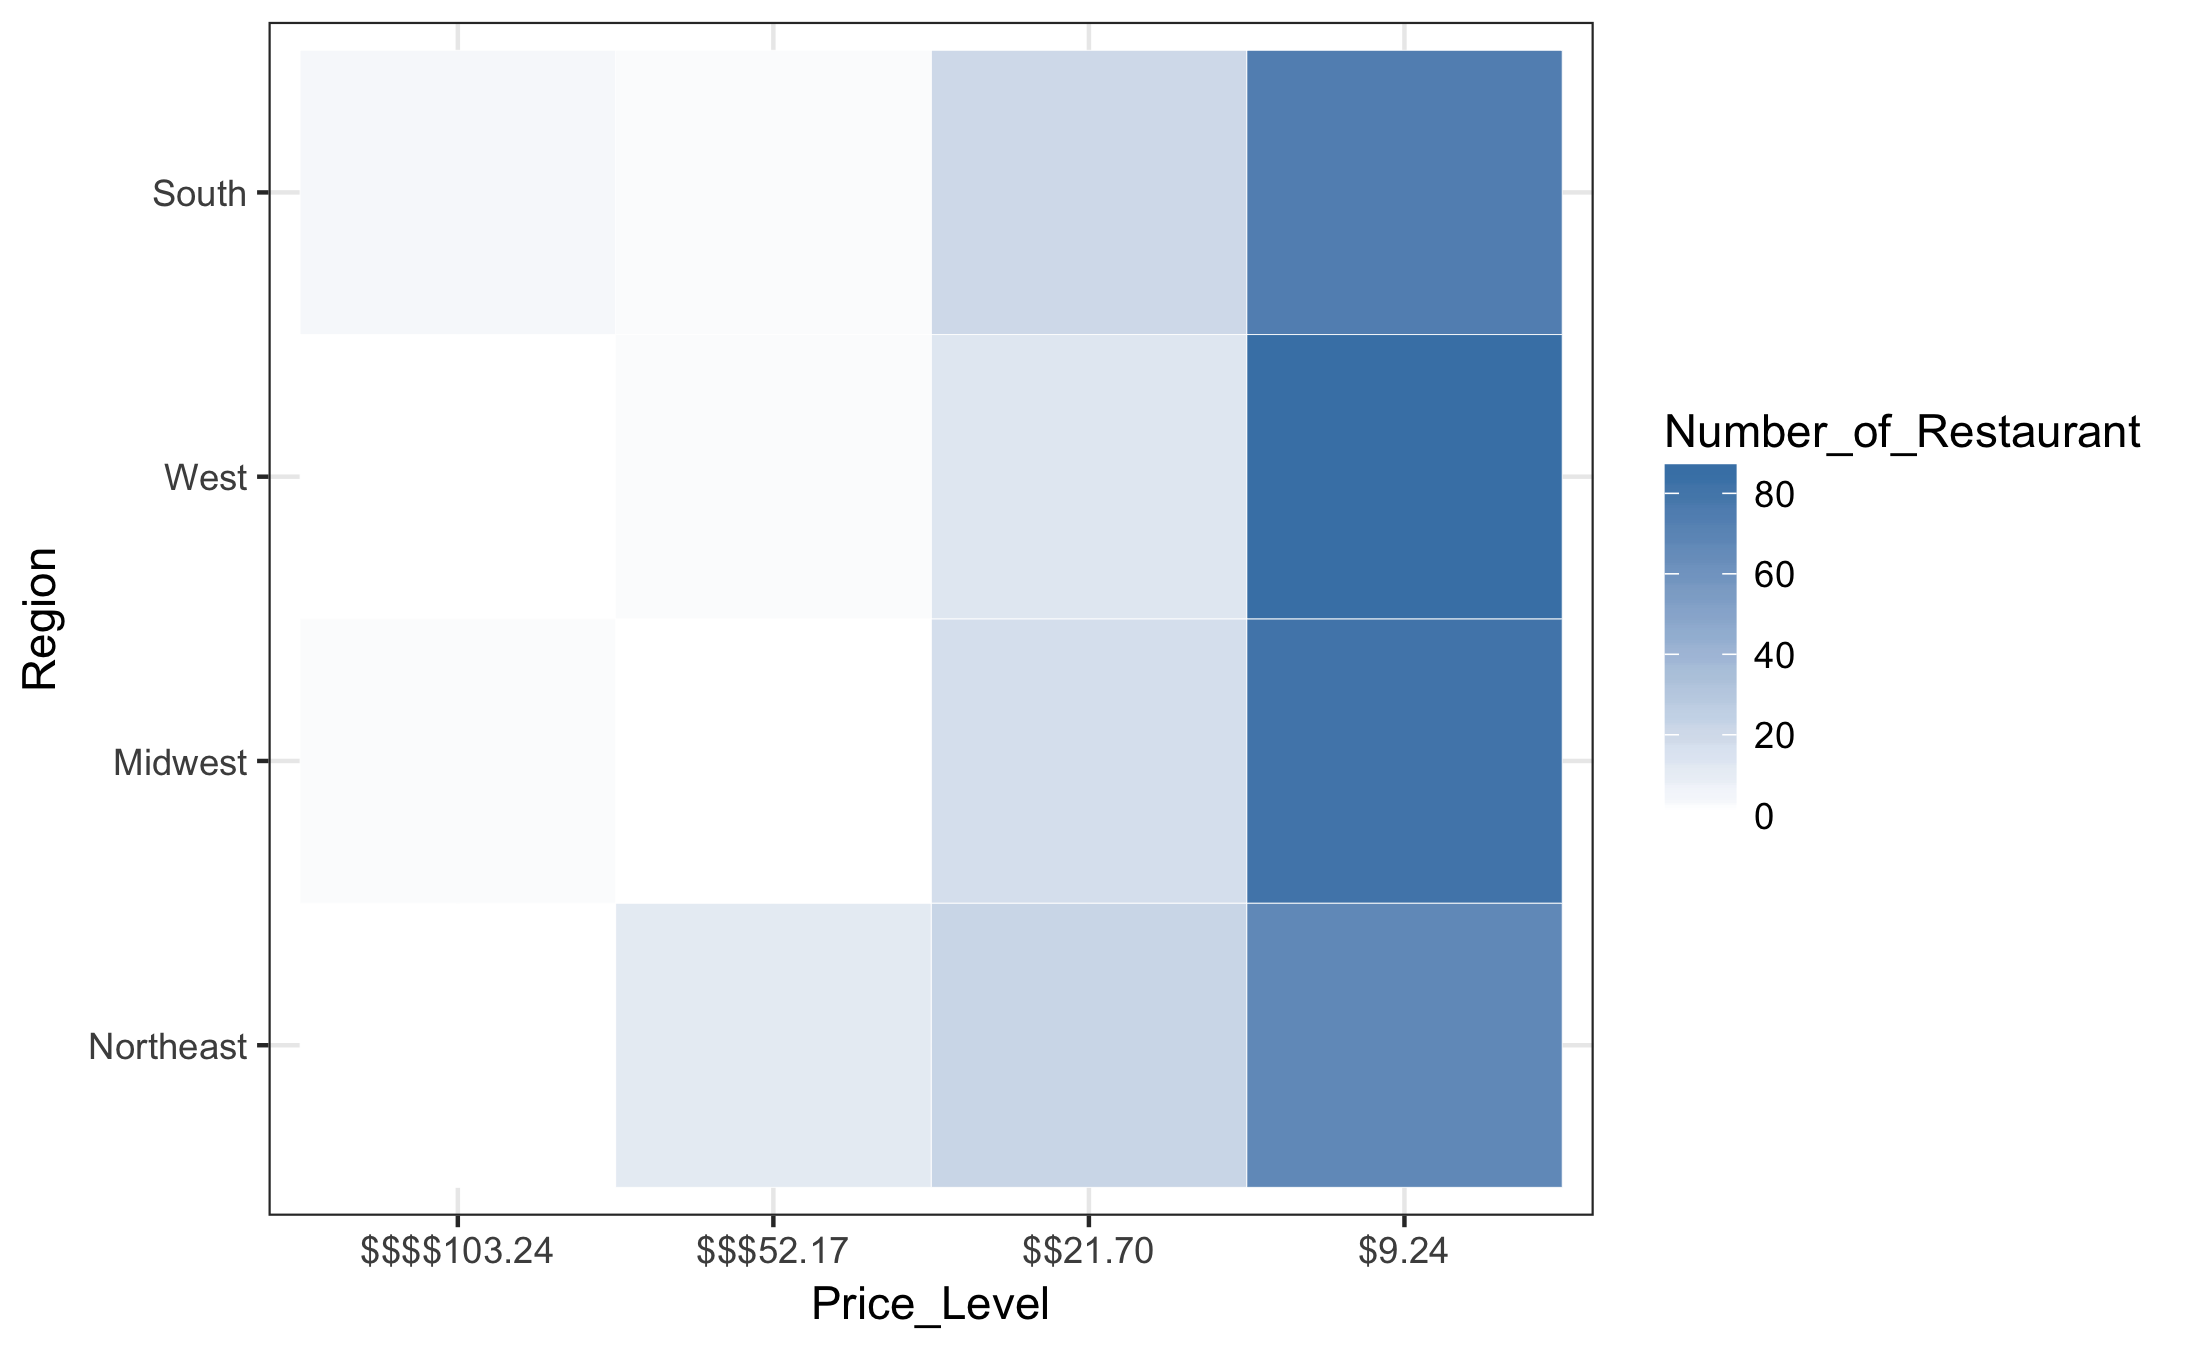 South
West
Midwest
Northeast
Region
$$$$103.24
$$$52.17
$$21.70
$9.24
Price_Level
Number_of_Restaurant
80
60
40
20
0